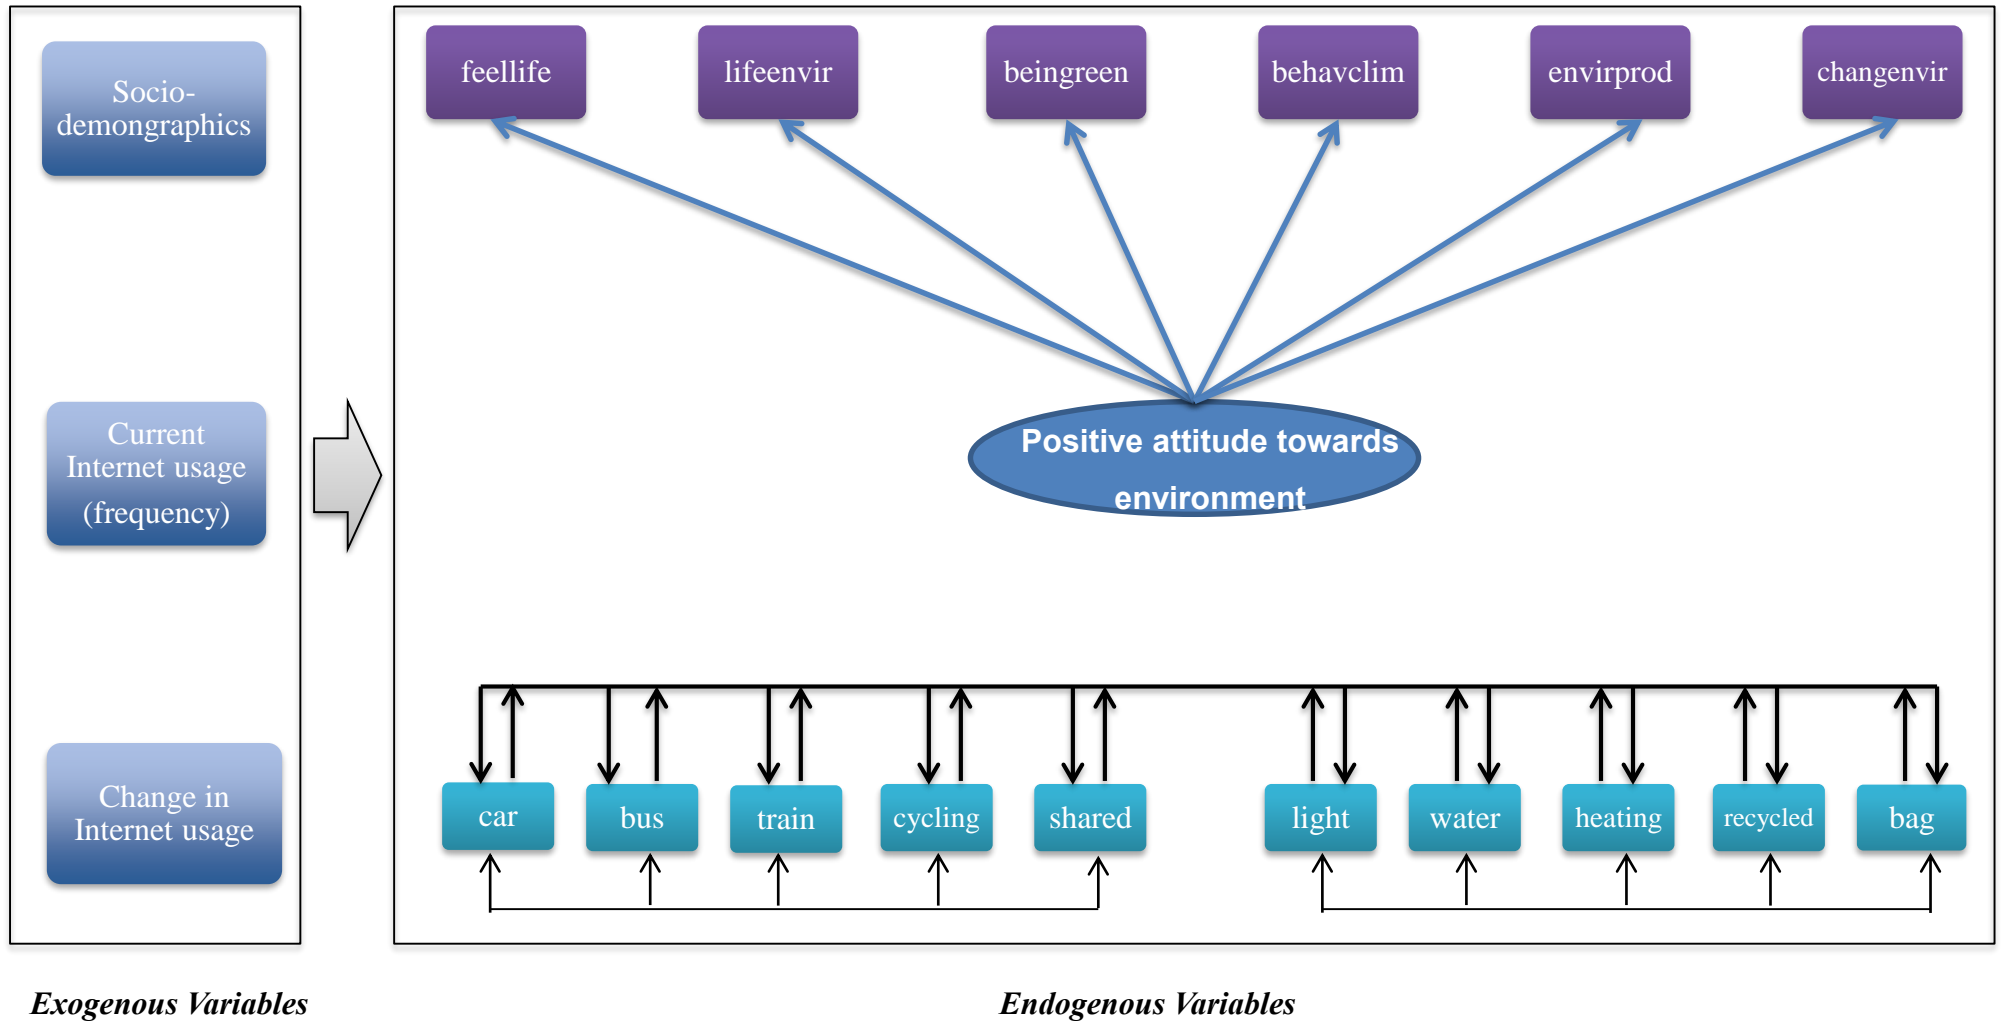 Socio-
demongraphics
Current
Internet usage
(frequency)
Change in
Internet usage
feellife
lifeenvir
beingreen
behavclim
envirprod
changenvir
Positive attitude towards
environment
car
bus
train
cycling
shared
light
water
heating
recycled
bag
Exogenous Variables
Endogenous Variables